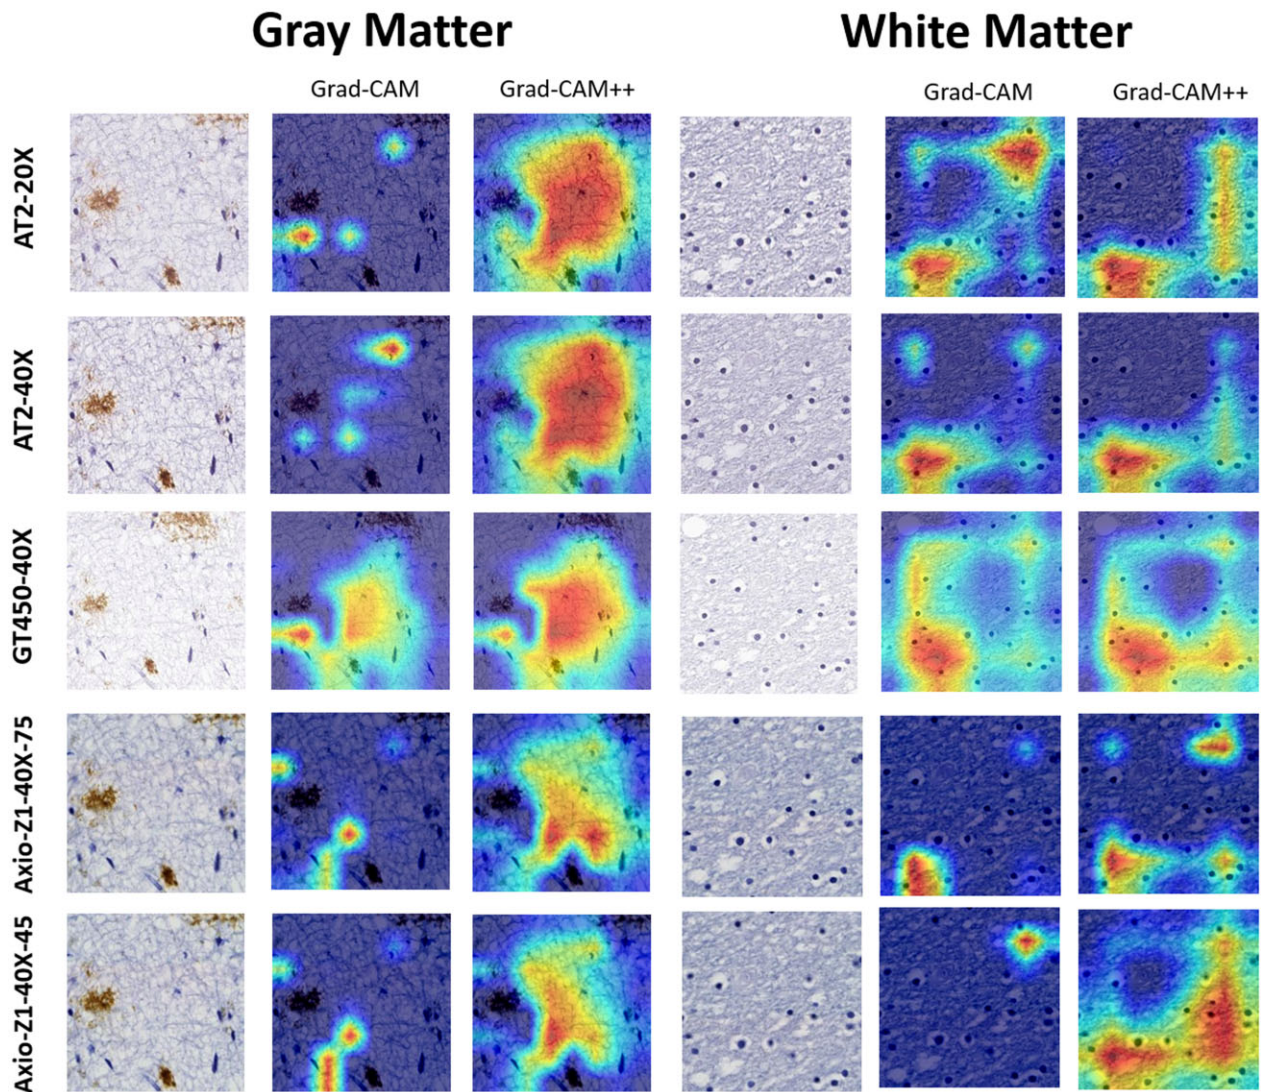 Gray Matter White Matter
Grad-CAM Grad-CAM++ Grad-CAM Grad-CAM++
AT2-20X
AT2-40X
GT450-40X
Axio-Z1-40X-75
Axio-Z1-40X-45